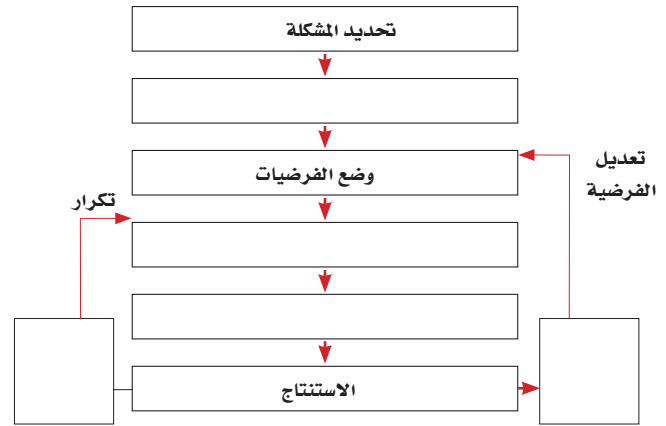 تحديد المشكلة
وضع الفرضيات
تعديل
الفرضية
تكرار
الاستنتاج